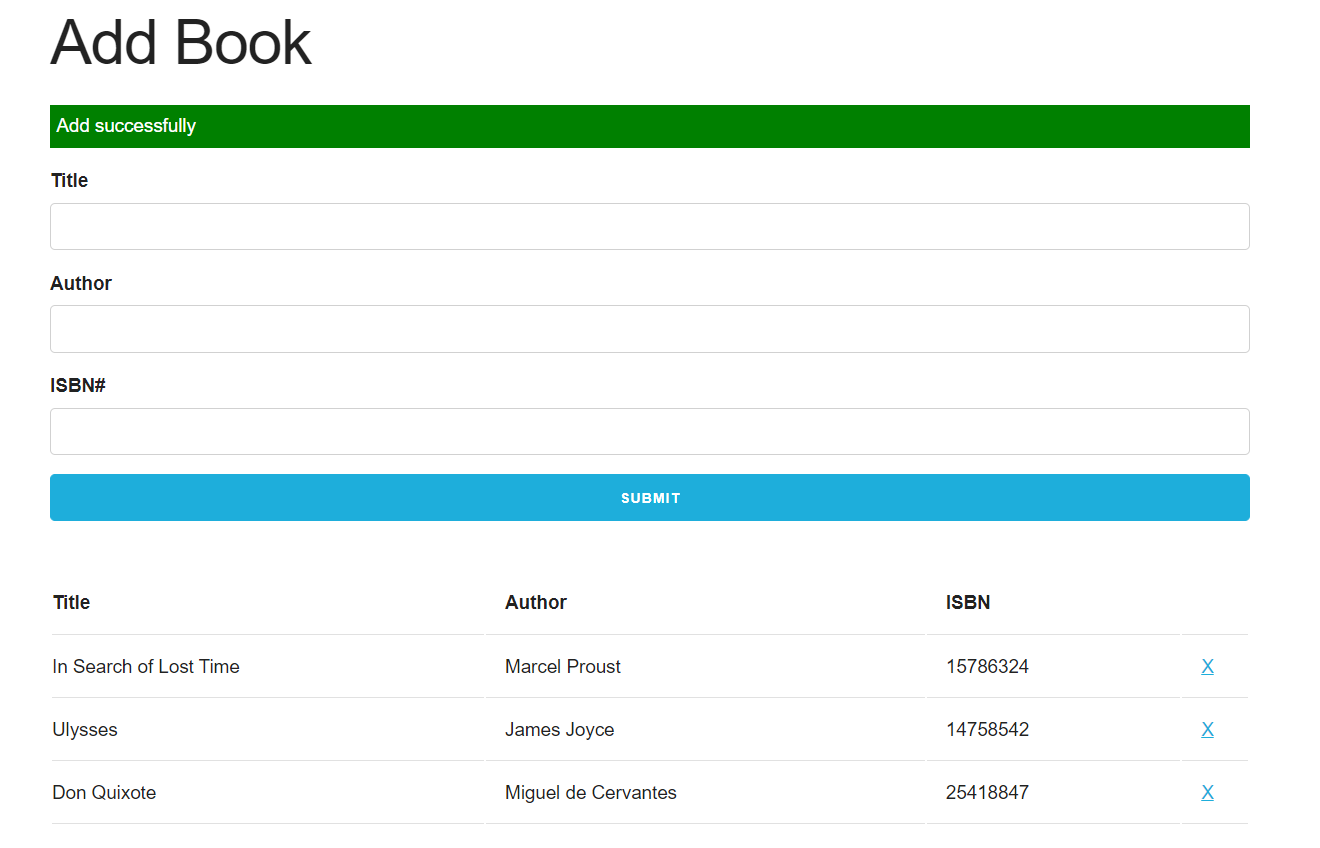 Add Book
Add successfully
Title
Author
ISBN#
SUBMIT
Title Author ISBN
In Search of Lost Time Marcel Proust 15786324 X
Ulysses James Joyce 14758542 X
Don Quixote Miguel de Cervantes 25418847 X